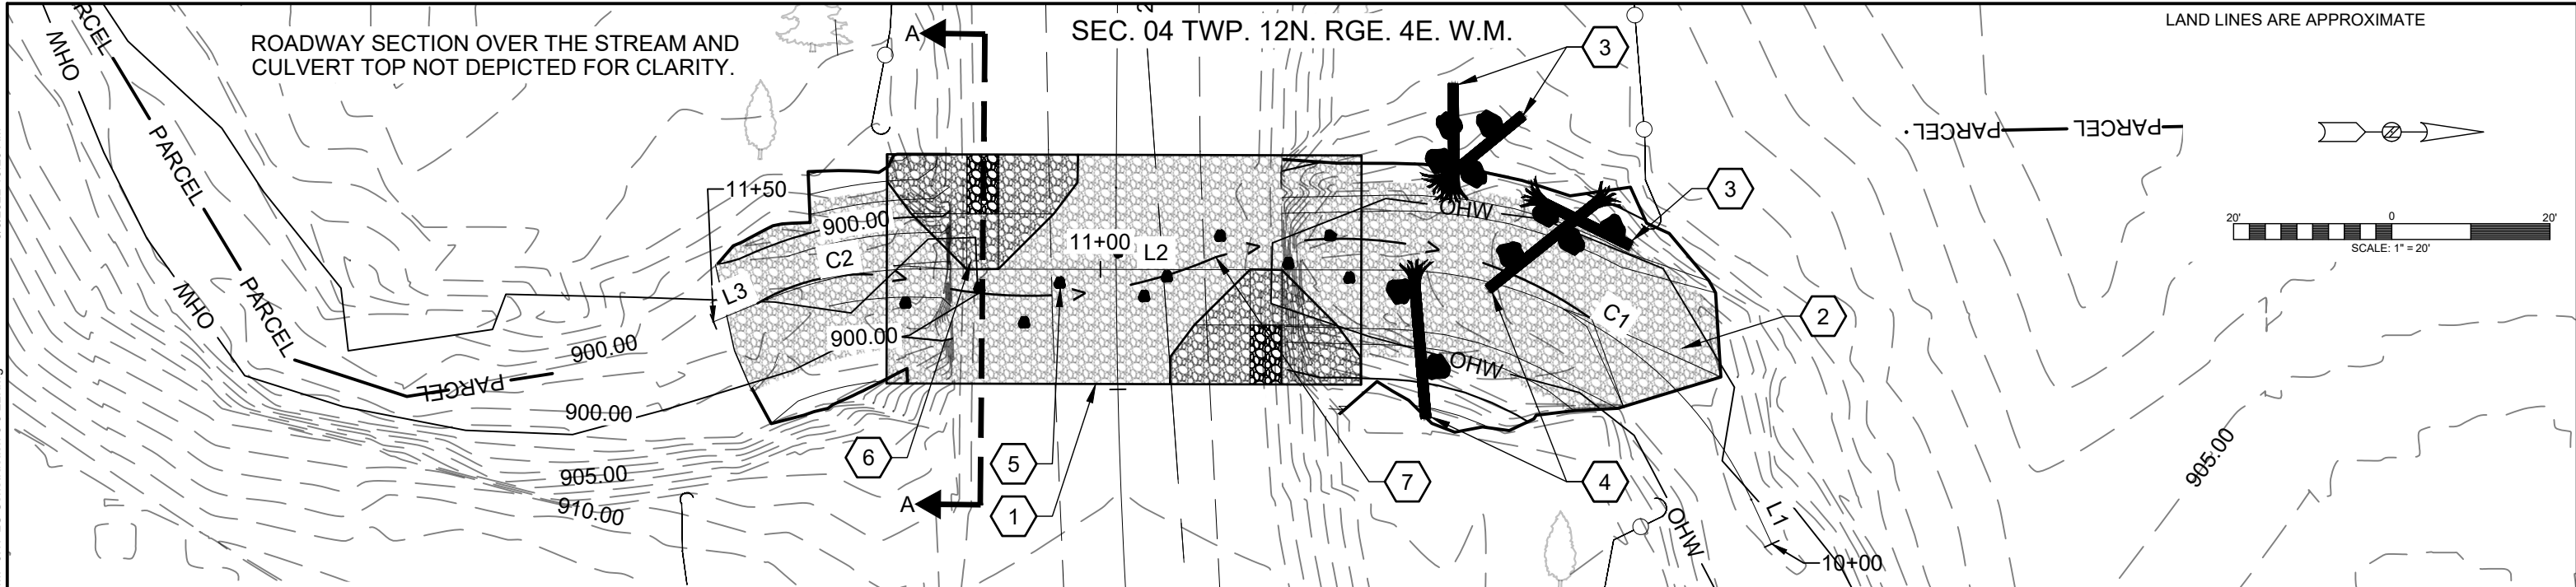 SEC. 04 TWP. 12N. RGE. 4E. W.M.
LAND LINES ARE APPROXIMATE
ROADWAY SECTION OVER THE STREAM AND
CULVERT TOP NOT DEPICTED FOR CLARITY.
A
3
PARCEL
OHW
PARCEL
PARCEL
PARCEL
3
11+50
OHW
20'
0
20'
SCALE: 1" = 20'
900.00
11+00
L2
C2
L3
PARCEL
OHW
C1
2
900.00
900.00
OHW
PARCEL
900.00
905.00
905.00
6
5
7
4
910.00
A
1
L1
OHW
10+00